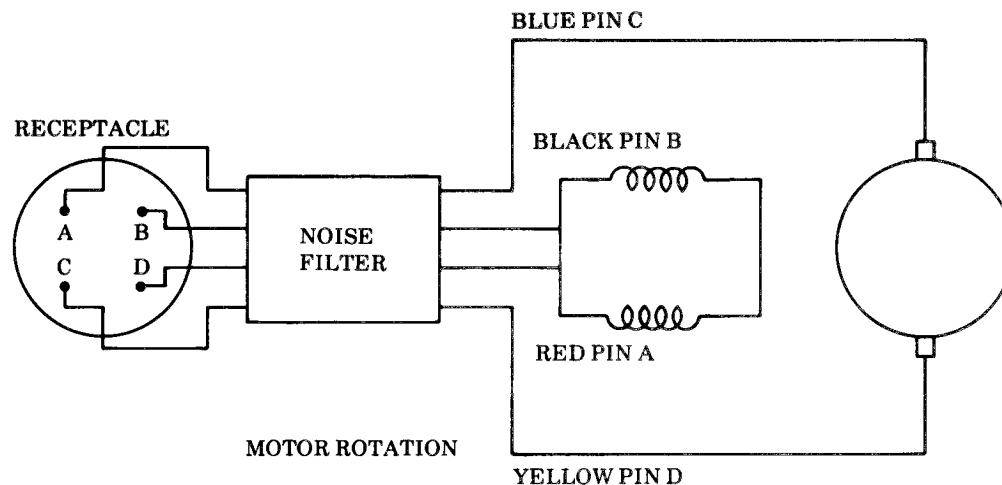 BLUE PIN C
RECEPTACLE
BLACK PIN B
A
B
C
D
NOISE
FILTER
RED PIN A
MOTOR ROTATION
YELLOW PIN D